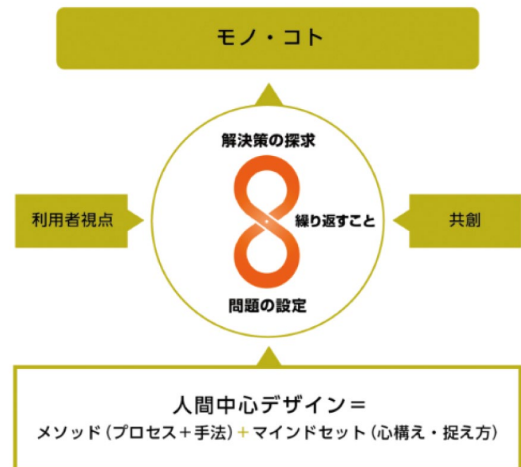 モノ・コト
解決策の探求
利用者視点
繰り返すこと
共創
問題の設定
人間中心デザイン＝
メソッド（プロセス＋手法）＋マインドセット（心構え・捉え方）